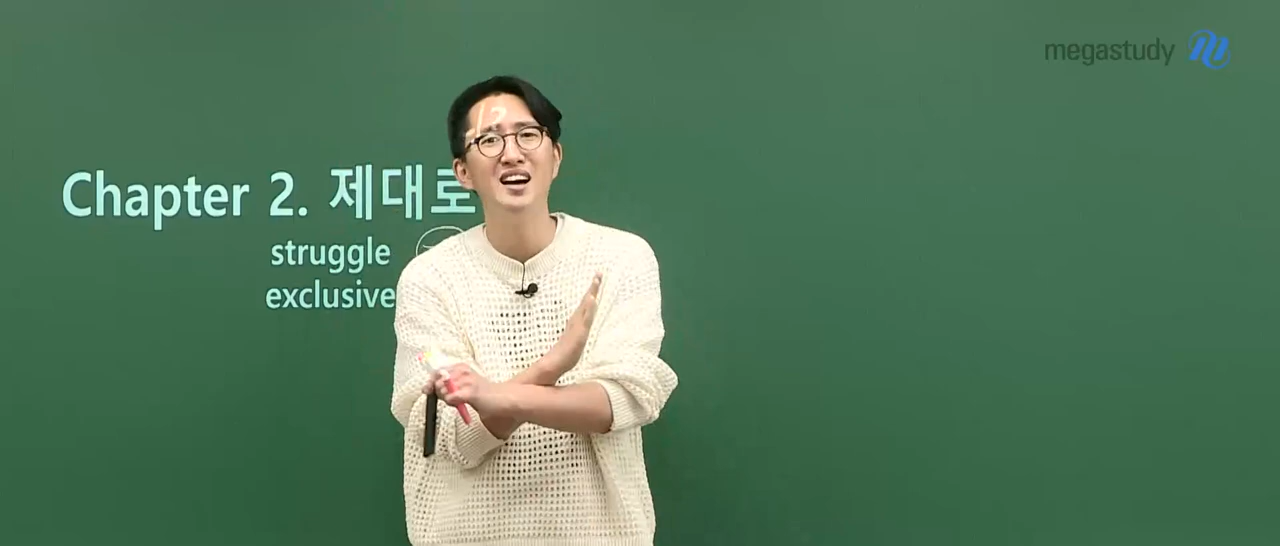 megastudy
Chapter 2. 제대로
struggle
exclusive